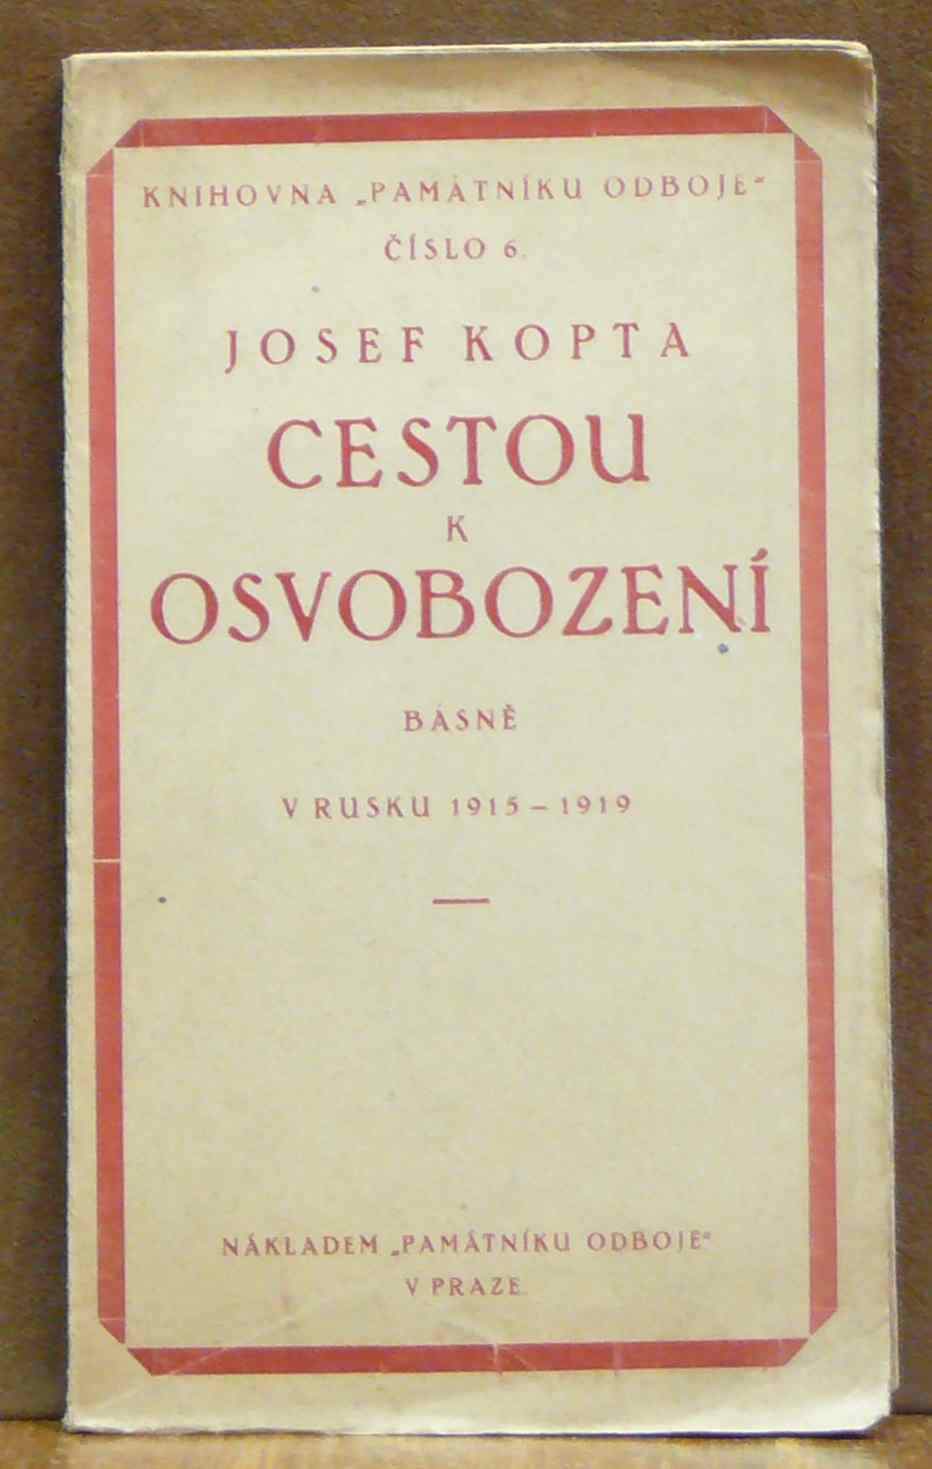 KNIHOVNA „PAMÁTNÍKU ODBOJE“
ČÍSLO 6.
JOSEF KOPTA
CESTOU
K
OSVOBOZENÍ
BÁSNĚ
V RUSKU 1915 – 1919
NÁKLADEM „PAMÁTNÍKU ODBOJE“
V PRAZE.